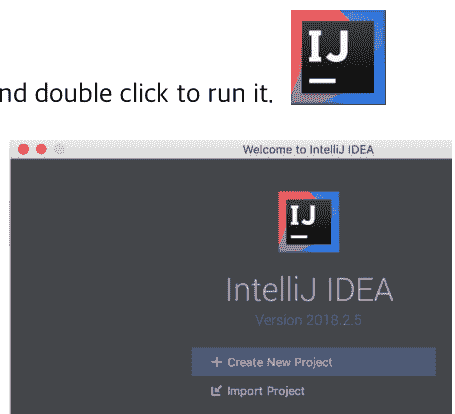 IJ
nd double click to run it.
Welcome to IntelliJ IDEA
IJ
IntelliJ IDEA
Version 2018.2.5
Create New Project
Import Project